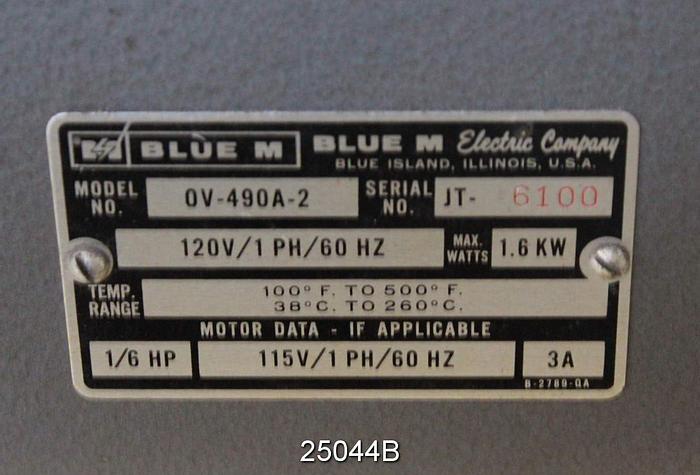 BLUE M BLUE M Electric Company
BLUE ISLAND, ILLINOIS, U.S.A.
MODEL NO. OV-490A-2 SERIAL NO. JT- 6100
120V/1 PH/60 HZ MAX. WATTS 1.6 KW
TEMP. RANGE 100° F. TO 500° F.
38° C. TO 260° C.
MOTOR DATA - IF APPLICABLE
1/6 HP 115V/1 PH/60 HZ 3A
B-2789-QA
25044B